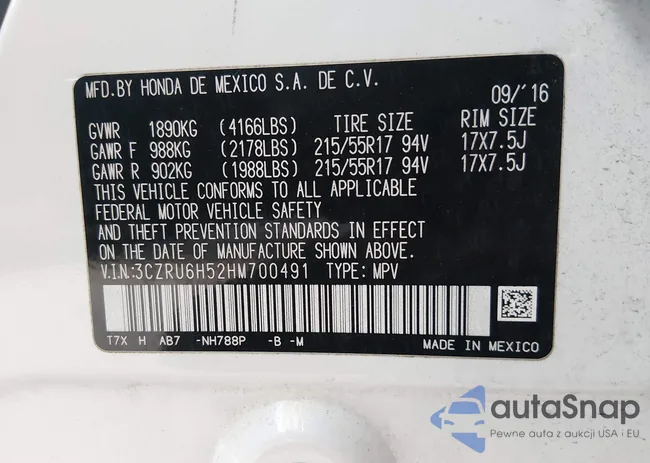 MFD.BY HONDA DE MEXICO S.A. DE C.V. 09/'16
GVWR 1890KG (4166LBS) TIRE SIZE RIM SIZE
GAWR F 988KG (2178LBS) 215/55R17 94V 17X7.5J
GAWR R 902KG (1988LBS) 215/55R17 94V 17X7.5J
THIS VEHICLE CONFORMS TO ALL APPLICABLE
FEDERAL MOTOR VEHICLE SAFETY
AND THEFT PREVENTION STANDARDS IN EFFECT
ON THE DATE OF MANUFACTURE SHOWN ABOVE.
V.I.N:3CZRU6H52HM700491 TYPE: MPV
T7X H AB7 -NH788P -B -M MADE IN MEXICO
autaSnap
Pewne auta z aukcji USA i EU